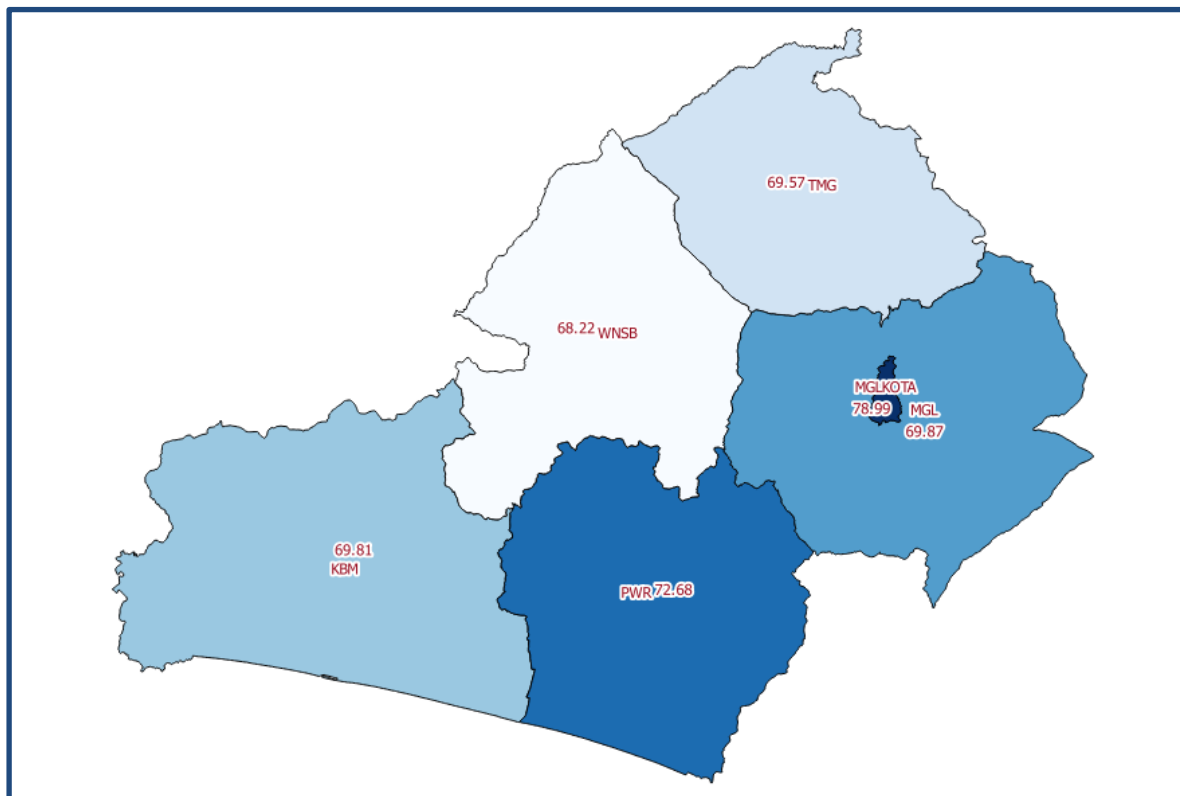 69.57 TMG
68.22 WNSB
MGLKOTA
78.99
MGL
69.87
69.81
KBM
PWR 72.68